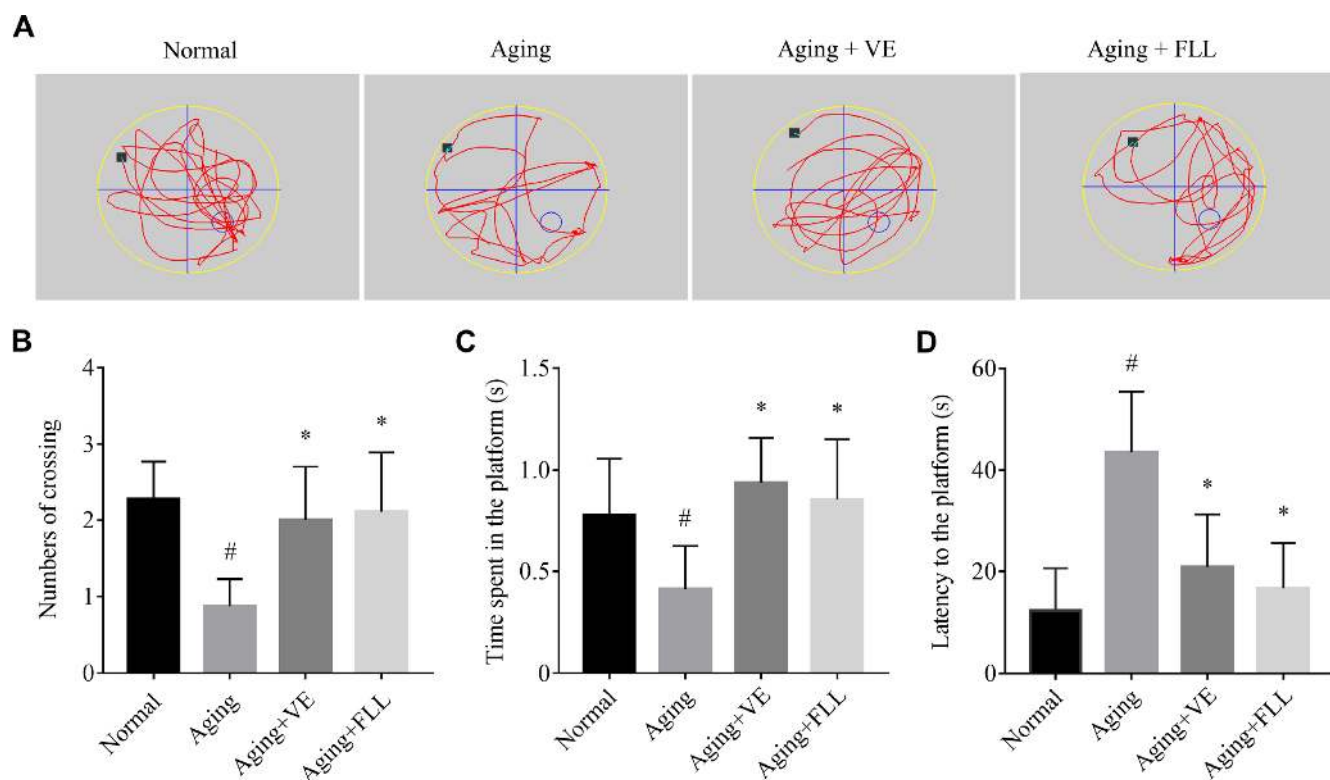 A
Normal
Aging
Aging + VE
Aging + FLL
B
Numbers of crossing
4
3
2
1
0
#
*
*
Normal
Aging
Aging+VE
Aging+FLL
C
Time spent in the platform (s)
1.5
1.0
0.5
0
#
*
*
Normal
Aging
Aging+VE
Aging+FLL
D
Latency to the platform (s)
60
40
20
0
#
*
*
Normal
Aging
Aging+VE
Aging+FLL